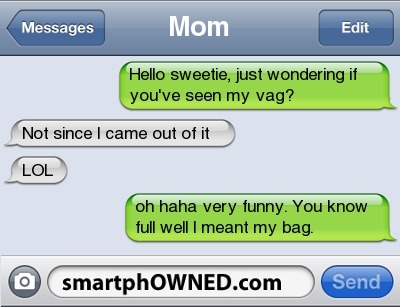 Messages
Mom
Edit
Hello sweetie, just wondering if
you've seen my vag?
Not since I came out of it
LOL
oh haha very funny. You know
full well I meant my bag.
smartphOWNED.com
Send